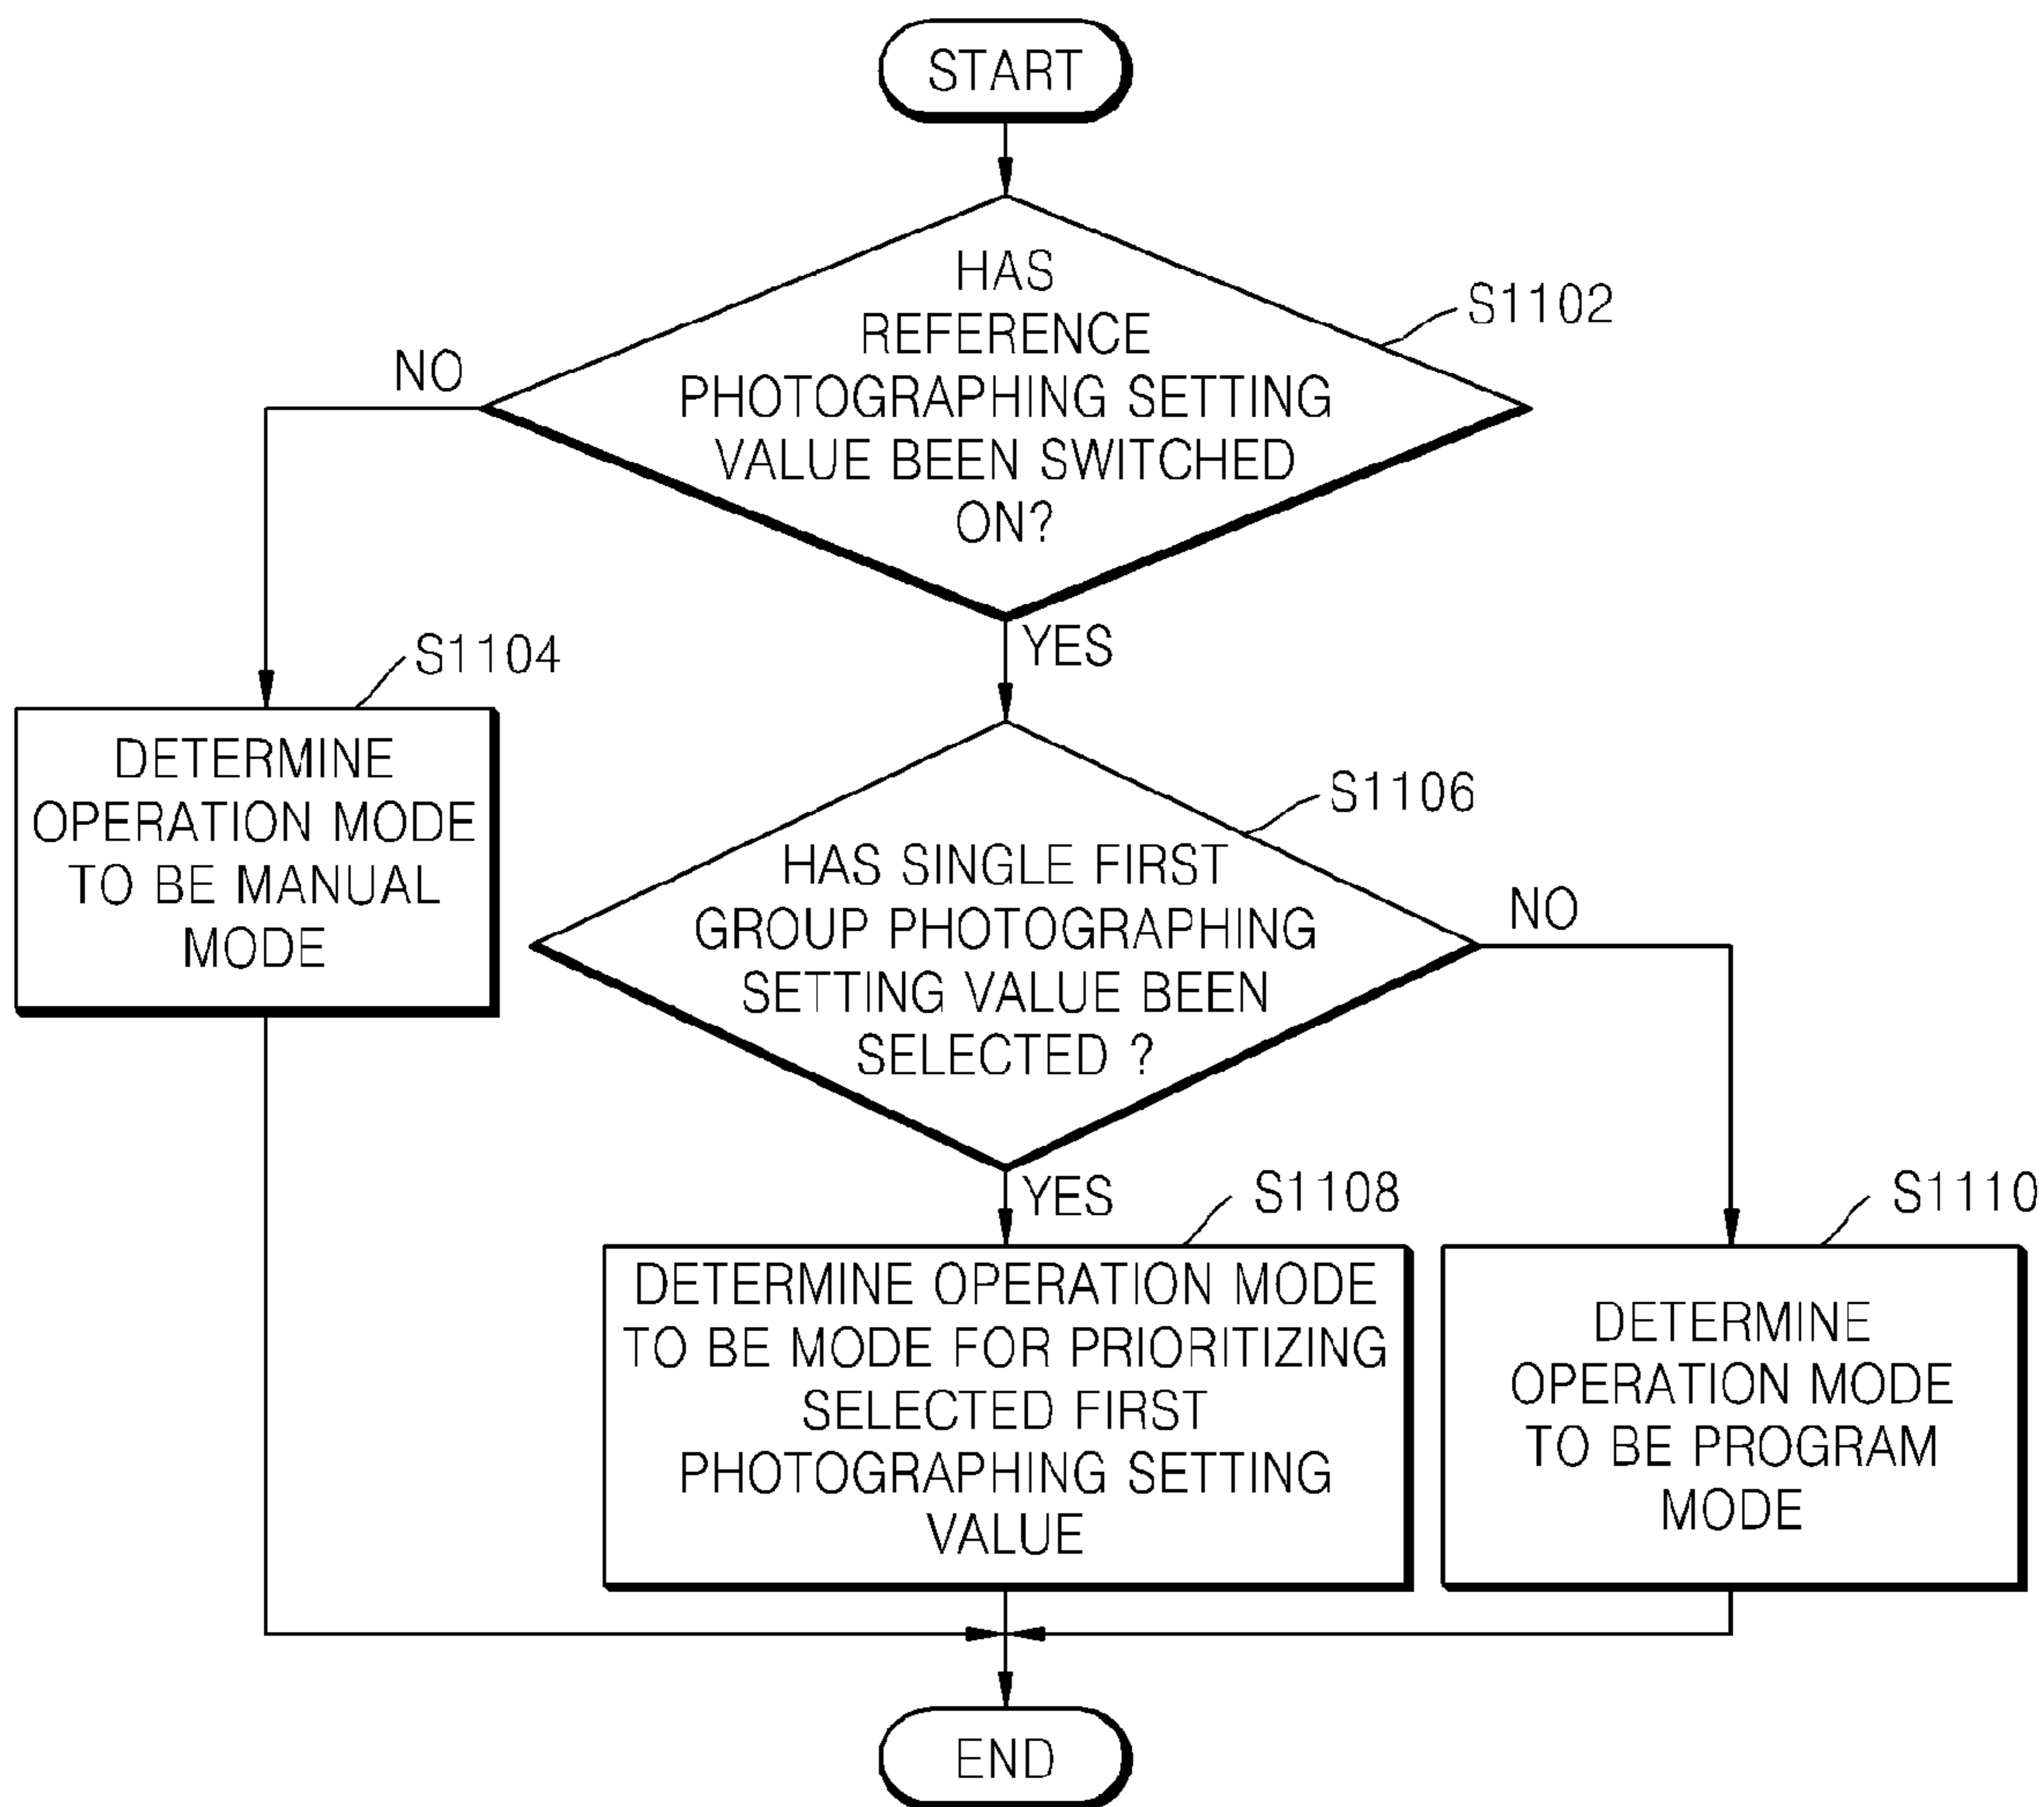 START
HAS
REFERENCE
PHOTOGRAPHING SETTING
VALUE BEEN SWITCHED
ON?
S1102
NO
YES
S1104
DETERMINE
OPERATION MODE
TO BE MANUAL
MODE
S1106
HAS SINGLE FIRST
GROUP PHOTOGRAPHING
SETTING VALUE BEEN
SELECTED ?
NO
YES
S1108
DETERMINE OPERATION MODE
TO BE MODE FOR PRIORITIZING
SELECTED FIRST
PHOTOGRAPHING SETTING
VALUE
S1110
DETERMINE
OPERATION MODE
TO BE PROGRAM
MODE
END